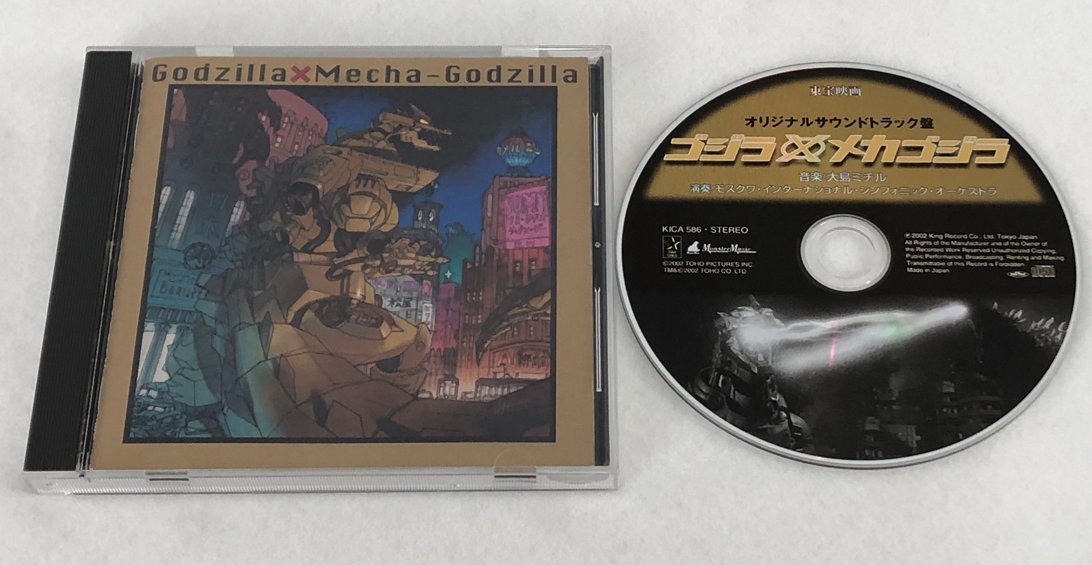 Godzilla×Mecha-Godzilla
東宝映画
オリジナルサウンドトラック盤
ゴジラ×メカゴジラ
音楽:大島ミチル
演奏:モスクワ・インターナショナル・シンフォニック・オーケストラ
KICA 586・STEREO
MonsterMusic
©2002 TOHO PICTURES INC.
TM&©2002 TOHO CO.,LTD
℗2002 King Record Co., Ltd. Tokyo Japan.
All Rights of the Manufacturer and of the Owner of
the Recorded Work Reserved Unauthorized Copying,
Public Performance, Broadcasting, Renting and Making
Transmittable of this Record is Forbidden.
Made in Japan